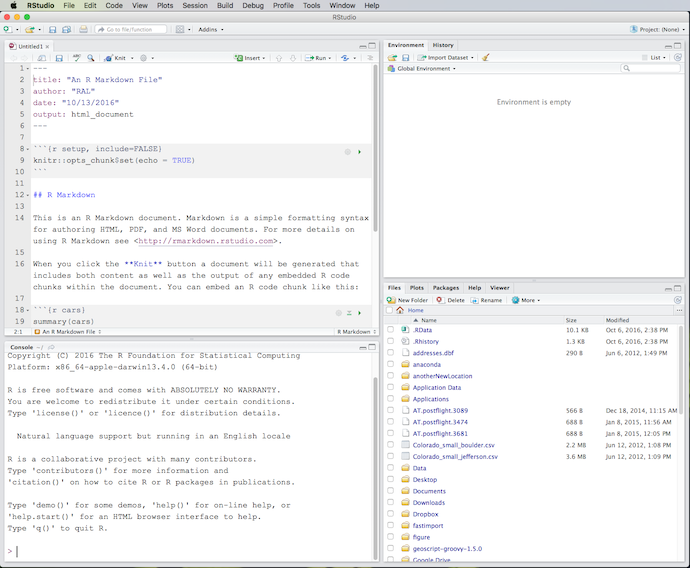 RStudio File Edit Code View Plots Session Build Debug Profile Tools Window Help
RStudio
Go to file/function Addins Project: (None)
Untitled1
Knit Insert Run
1 ---
2 title: "An R Markdown File"
3 author: "RAL"
4 date: "10/13/2016"
5 output: html_document
6 ---
7
8 ```{r setup, include=FALSE}
9 knitr::opts_chunk$set(echo = TRUE)
10 ```
11
12 ## R Markdown
13
14 This is an R Markdown document. Markdown is a simple formatting syntax
for authoring HTML, PDF, and MS Word documents. For more details on
using R Markdown see <http://rmarkdown.rstudio.com>.
15
16 When you click the **Knit** button a document will be generated that
includes both content as well as the output of any embedded R code
chunks within the document. You can embed an R code chunk like this:
17
18 ```{r cars}
19 summary(cars)
2:1 An R Markdown File R Markdown
Console ~/
Copyright (C) 2016 The R Foundation for Statistical Computing
Platform: x86_64-apple-darwin13.4.0 (64-bit)
R is free software and comes with ABSOLUTELY NO WARRANTY.
You are welcome to redistribute it under certain conditions.
Type 'license()' or 'licence()' for distribution details.
Natural language support but running in an English locale
R is a collaborative project with many contributors.
Type 'contributors()' for more information and
'citation()' on how to cite R or R packages in publications.
Type 'demo()' for some demos, 'help()' for on-line help, or
'help.start()' for an HTML browser interface to help.
Type 'q()' to quit R.
>
Environment History
Import Dataset List
Global Environment
Environment is empty
Files Plots Packages Help Viewer
New Folder Delete Rename More
Home
Name Size Modified
.RData 10.1 KB Oct 6, 2016, 2:38 PM
.Rhistory 1.3 KB Oct 6, 2016, 2:38 PM
addresses.dbf 290 B Jun 6, 2012, 1:49 PM
anaconda
anotherNewLocation
Application Data
Applications
AT.postflight.3089 566 B Dec 18, 2014, 11:15 AM
AT.postflight.3474 688 B Jan 8, 2015, 11:56 AM
AT.postflight.3681 688 B Jan 8, 2015, 12:05 PM
Colorado_small_boulder.csv 2.2 MB Jun 12, 2012, 1:08 PM
Colorado_small_jefferson.csv 3.6 MB Jun 12, 2012, 1:09 PM
Data
Desktop
Documents
Downloads
Dropbox
fastimport
figure
geoscript-groovy-1.5.0
Google Drive